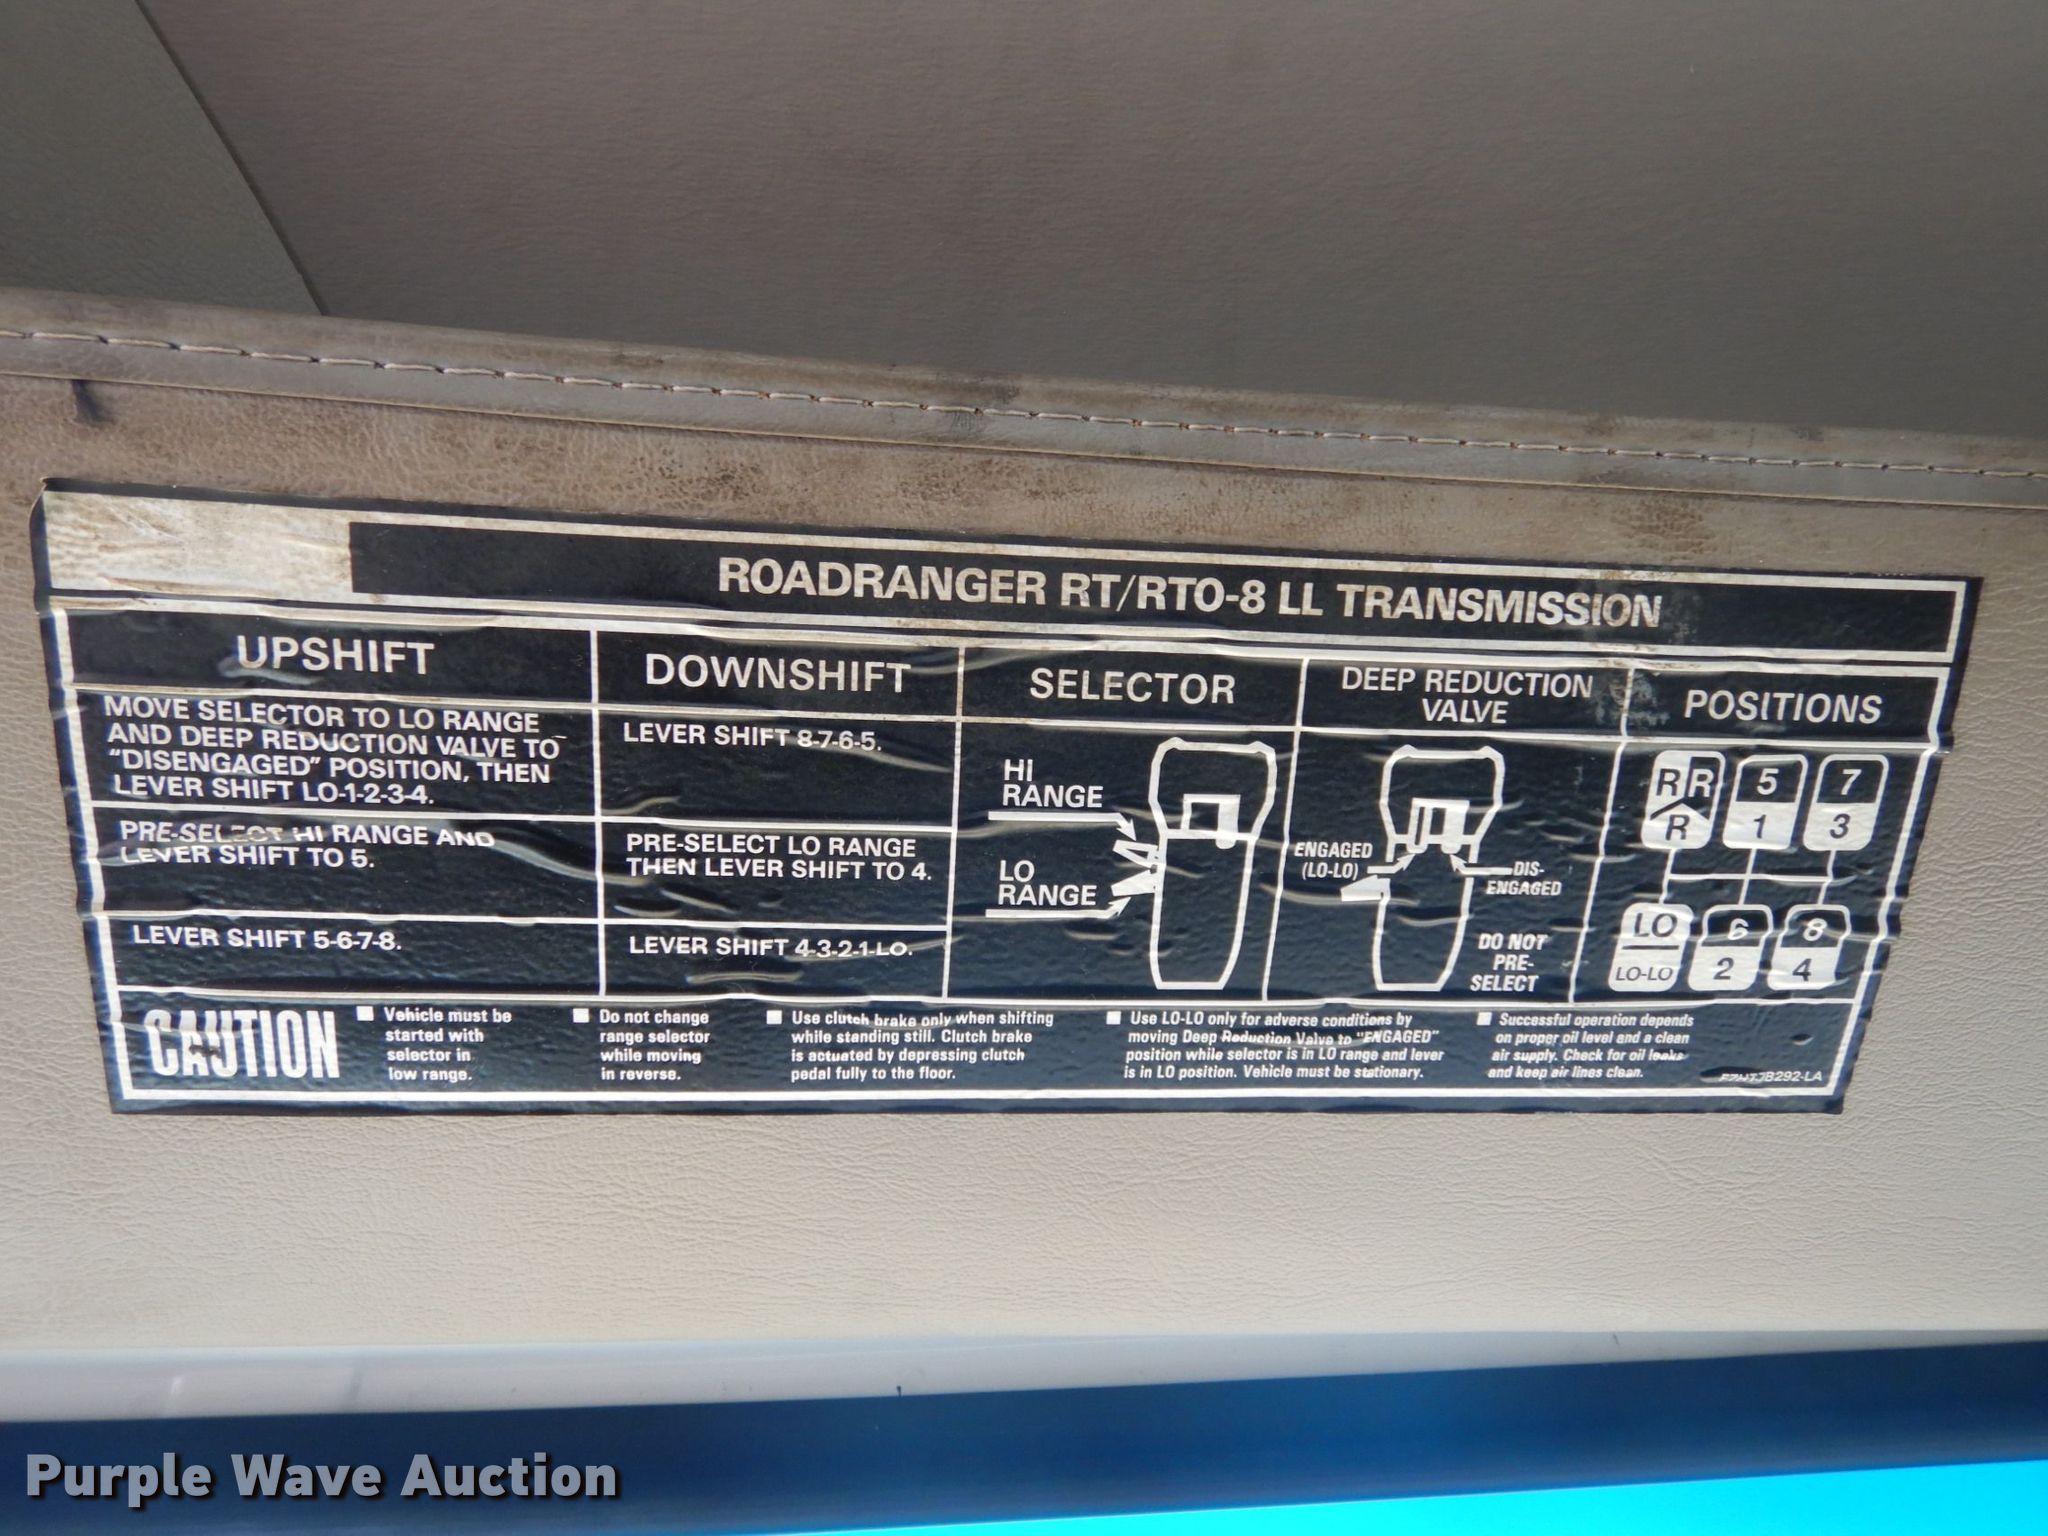 ROADRANGER RT/RTO-8 LL TRANSMISSION
UPSHIFT
MOVE SELECTOR TO LO RANGE
AND DEEP REDUCTION VALVE TO
"DISENGAGED" POSITION, THEN
LEVER SHIFT LO-1-2-3-4.
PRE-SELECT HI RANGE AND
LEVER SHIFT TO 5.
LEVER SHIFT 5-6-7-8.
DOWNSHIFT
LEVER SHIFT 8-7-6-5.
PRE-SELECT LO RANGE
THEN LEVER SHIFT TO 4.
LEVER SHIFT 4-3-2-1-LO.
SELECTOR
HI
RANGE
LO
RANGE
DEEP REDUCTION
VALVE
ENGAGED
(LO-LO)
DIS-
ENGAGED
DO NOT
PRE-
SELECT
POSITIONS
R R 5 7
R 1 3
LO 6 8
LO-LO 2 4
CAUTION
Vehicle must be
started with
selector in
low range.
Do not change
range selector
while moving
in reverse.
Use clutch brake only when shifting
while standing still. Clutch brake
is actuated by depressing clutch
pedal fully to the floor.
Use LO-LO only for adverse conditions by
moving Deep Reduction Valve to "ENGAGED"
position while selector is in LO range and lever
is in LO position. Vehicle must be stationary.
Successful operation depends
on proper oil level and a clean
air supply. Check for oil leaks
and keep air lines clean.
Purple Wave Auction